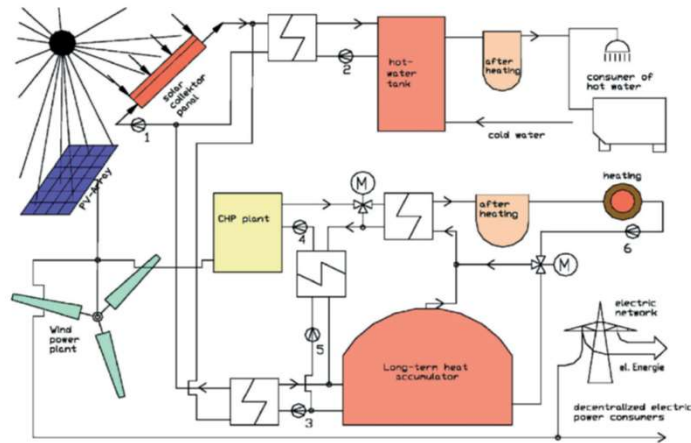 solar
collektor
panel
1
2
hot-
water
tank
after
heating
consumer of
hot water
cold water
PV-Array
CHP plant
M
4
after
heating
heating
6
M
Wind
power
plant
5
3
Long-term heat
accumulator
electric
network
el. Energie
decentralized electric
power consumers